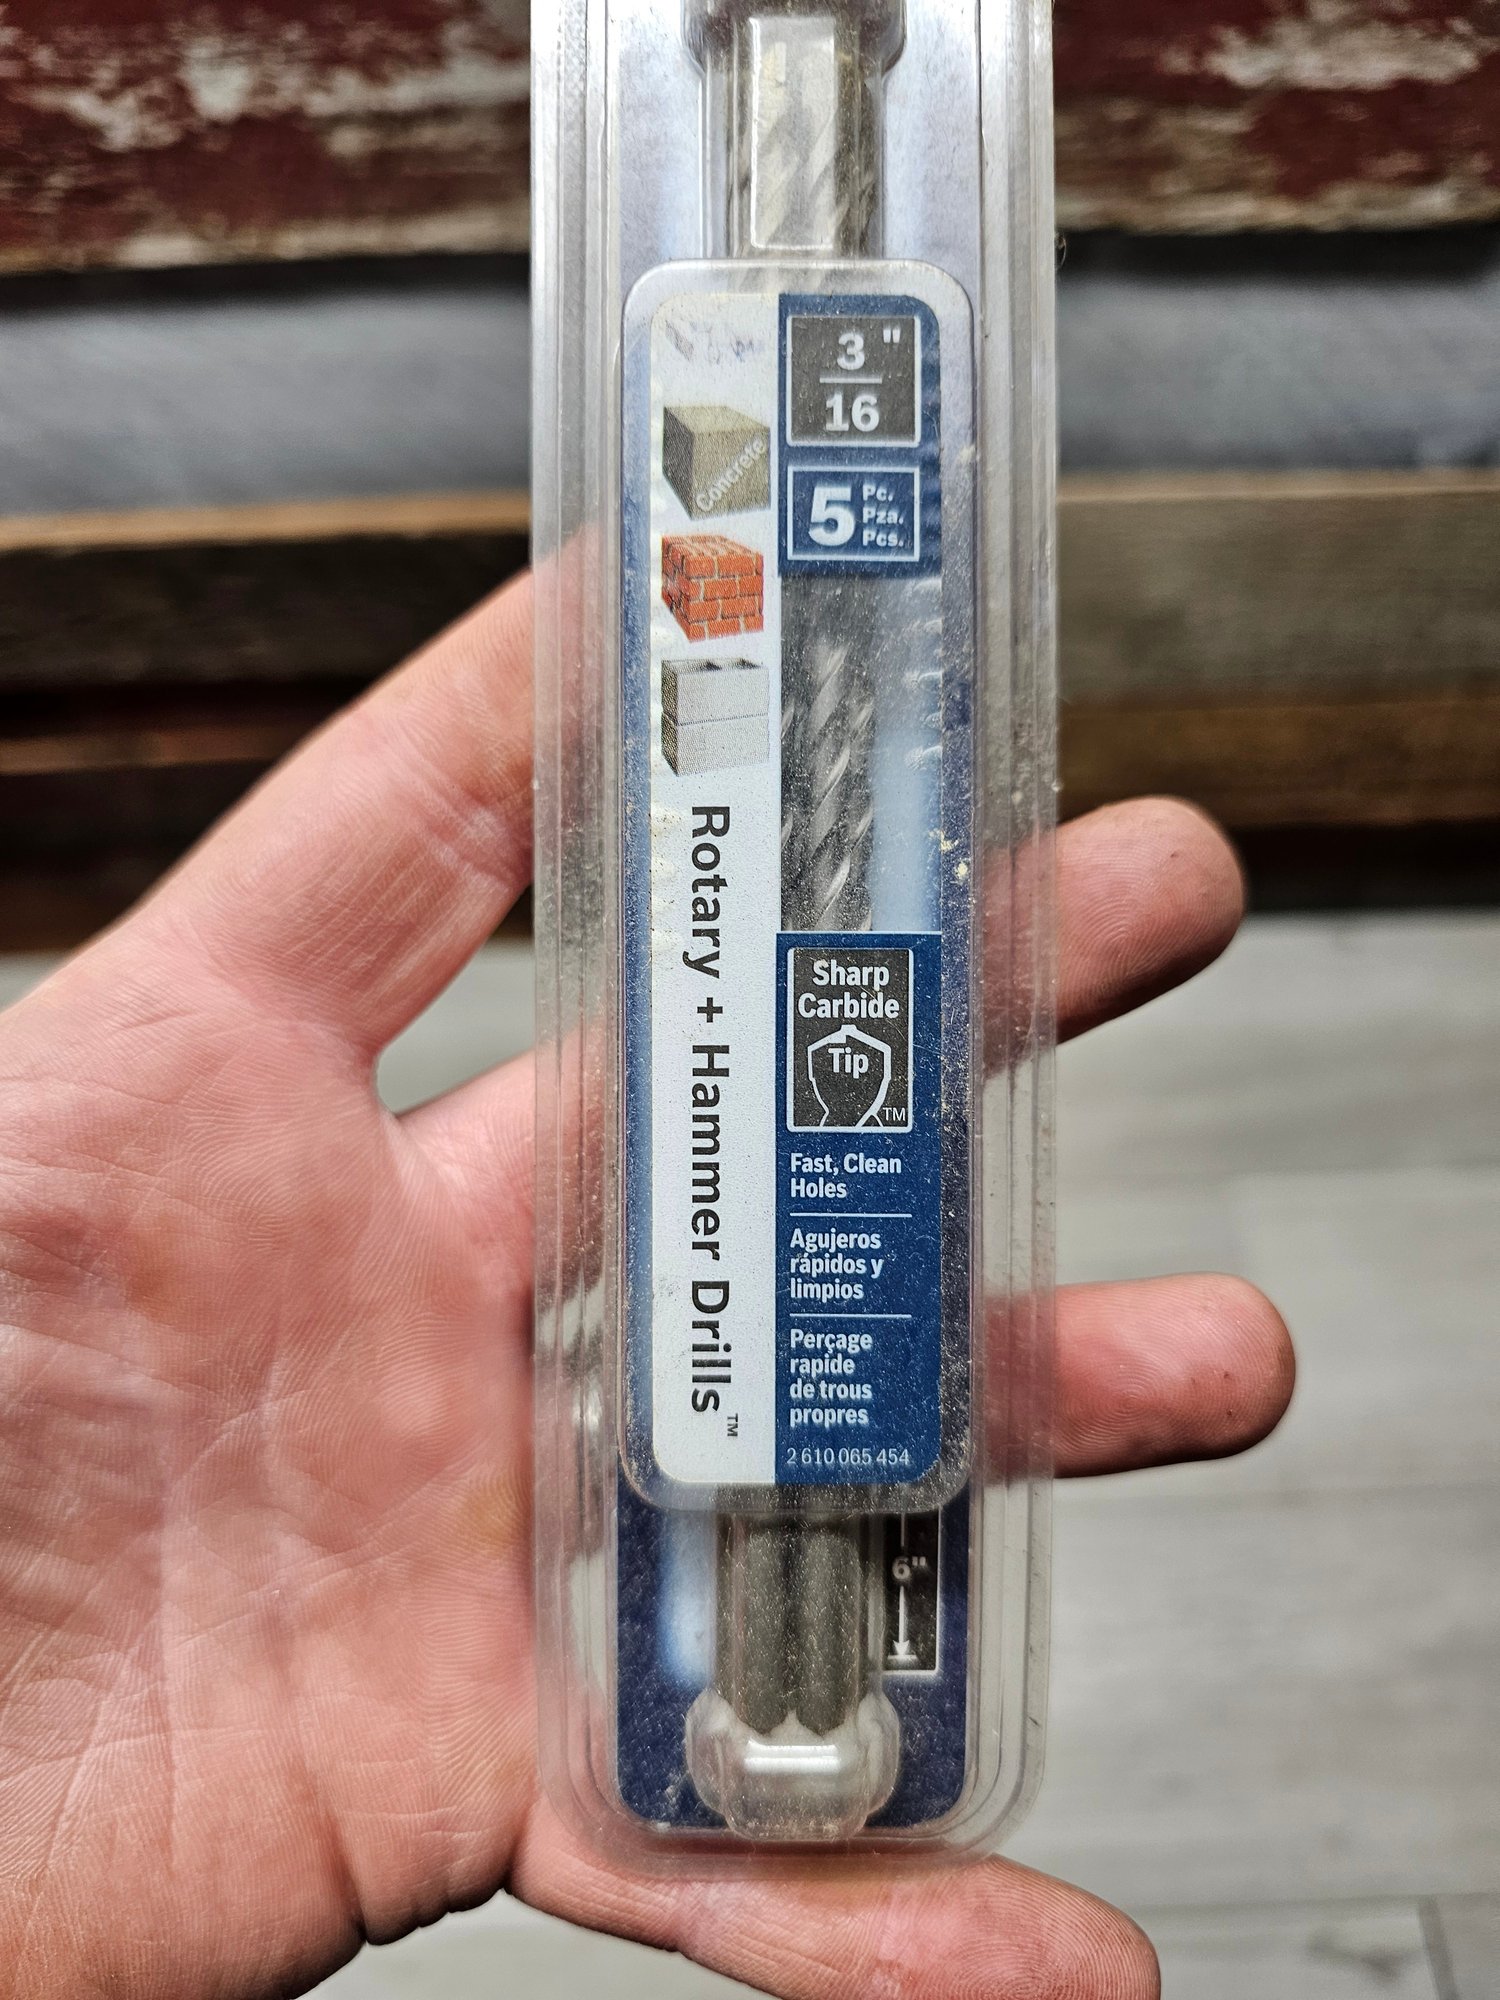 3"
16
5 Pc.
Pza.
Pcs.
Concrete
Rotary + Hammer Drills™
Sharp
Carbide
Tip
TM
Fast, Clean
Holes
Agujeros
rápidos y
limpios
Perçage
rapide
de trous
propres
2 610 065 454
6"